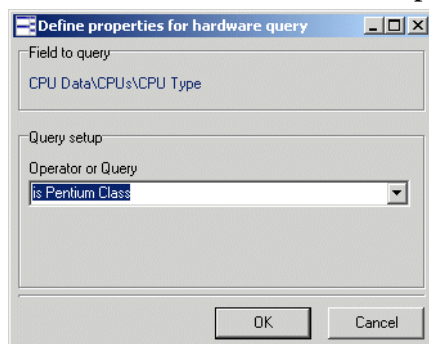 Define properties for hardware query
Field to query
CPU Data\CPUs\CPU Type
Query setup
Operator or Query
is Pentium Class
OK
Cancel